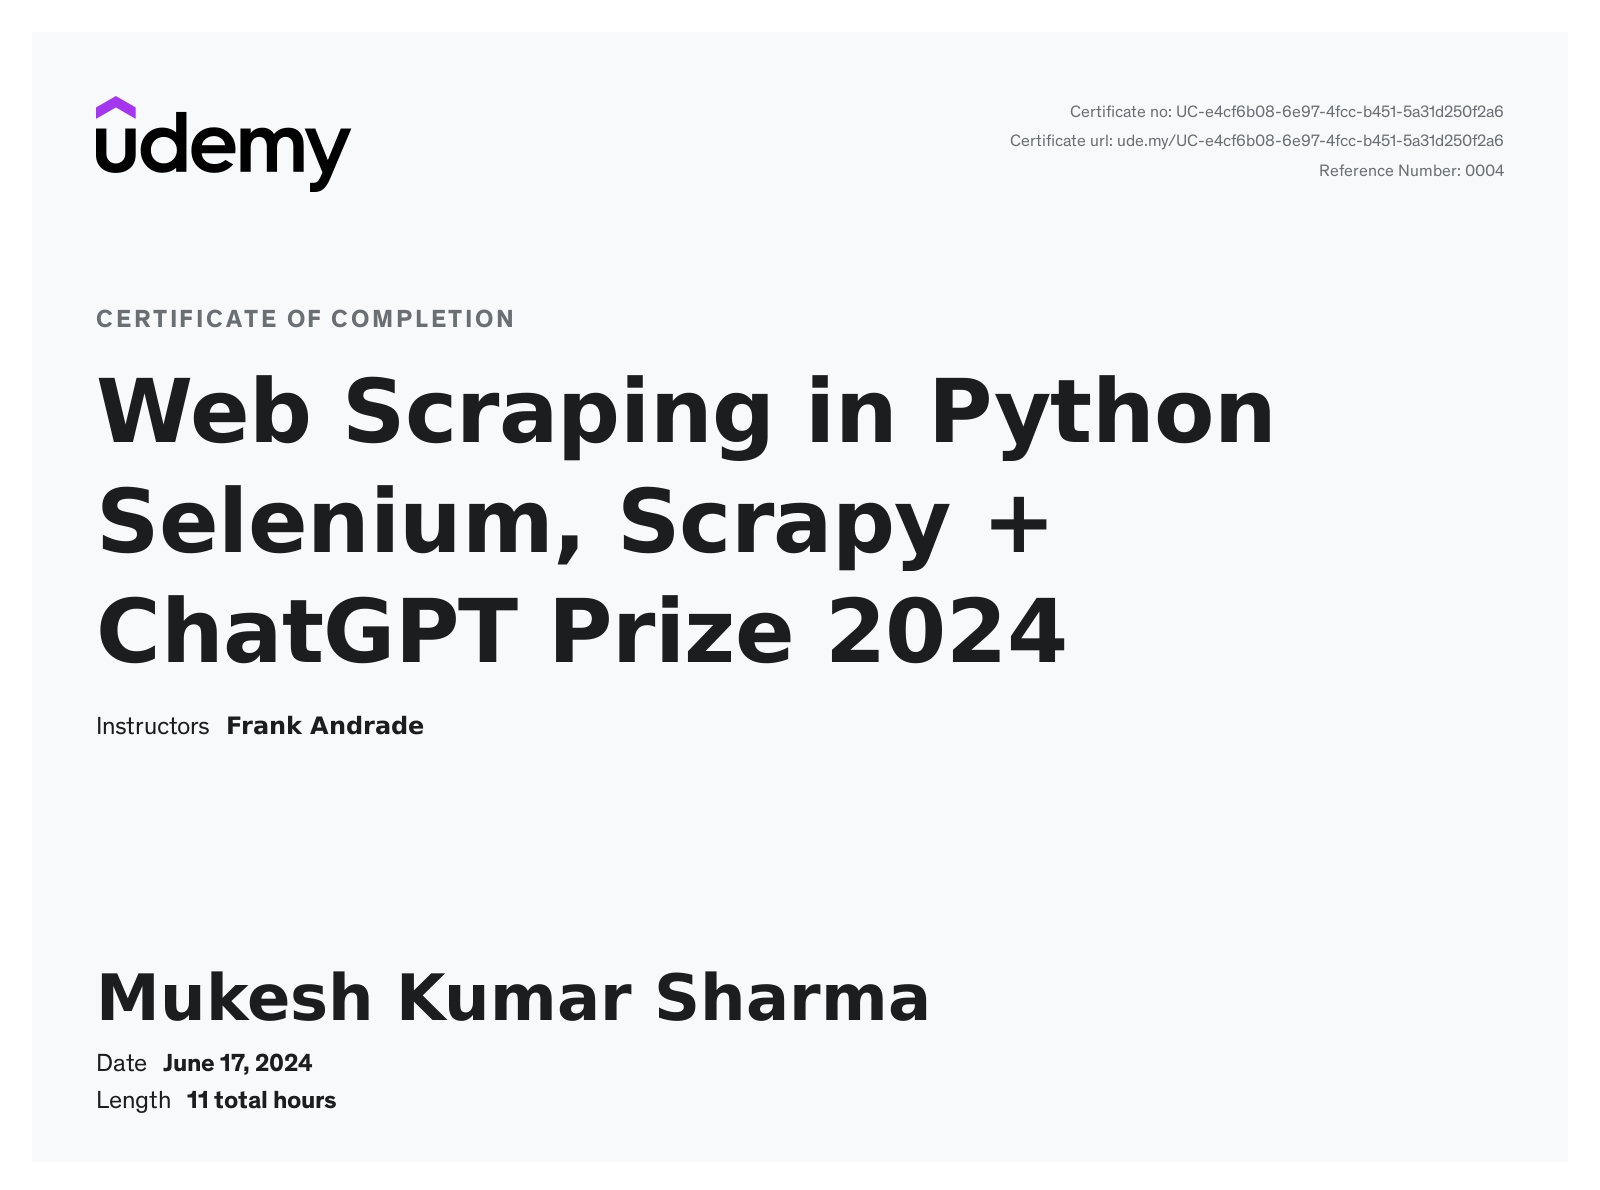 udemy
Certificate no: UC-e4cf6b08-6e97-4fcc-b451-5a31d250f2a6
Certificate url: ude.my/UC-e4cf6b08-6e97-4fcc-b451-5a31d250f2a6
Reference Number: 0004
CERTIFICATE OF COMPLETION
Web Scraping in Python
Selenium, Scrapy +
ChatGPT Prize 2024
Instructors Frank Andrade
Mukesh Kumar Sharma
Date June 17, 2024
Length 11 total hours